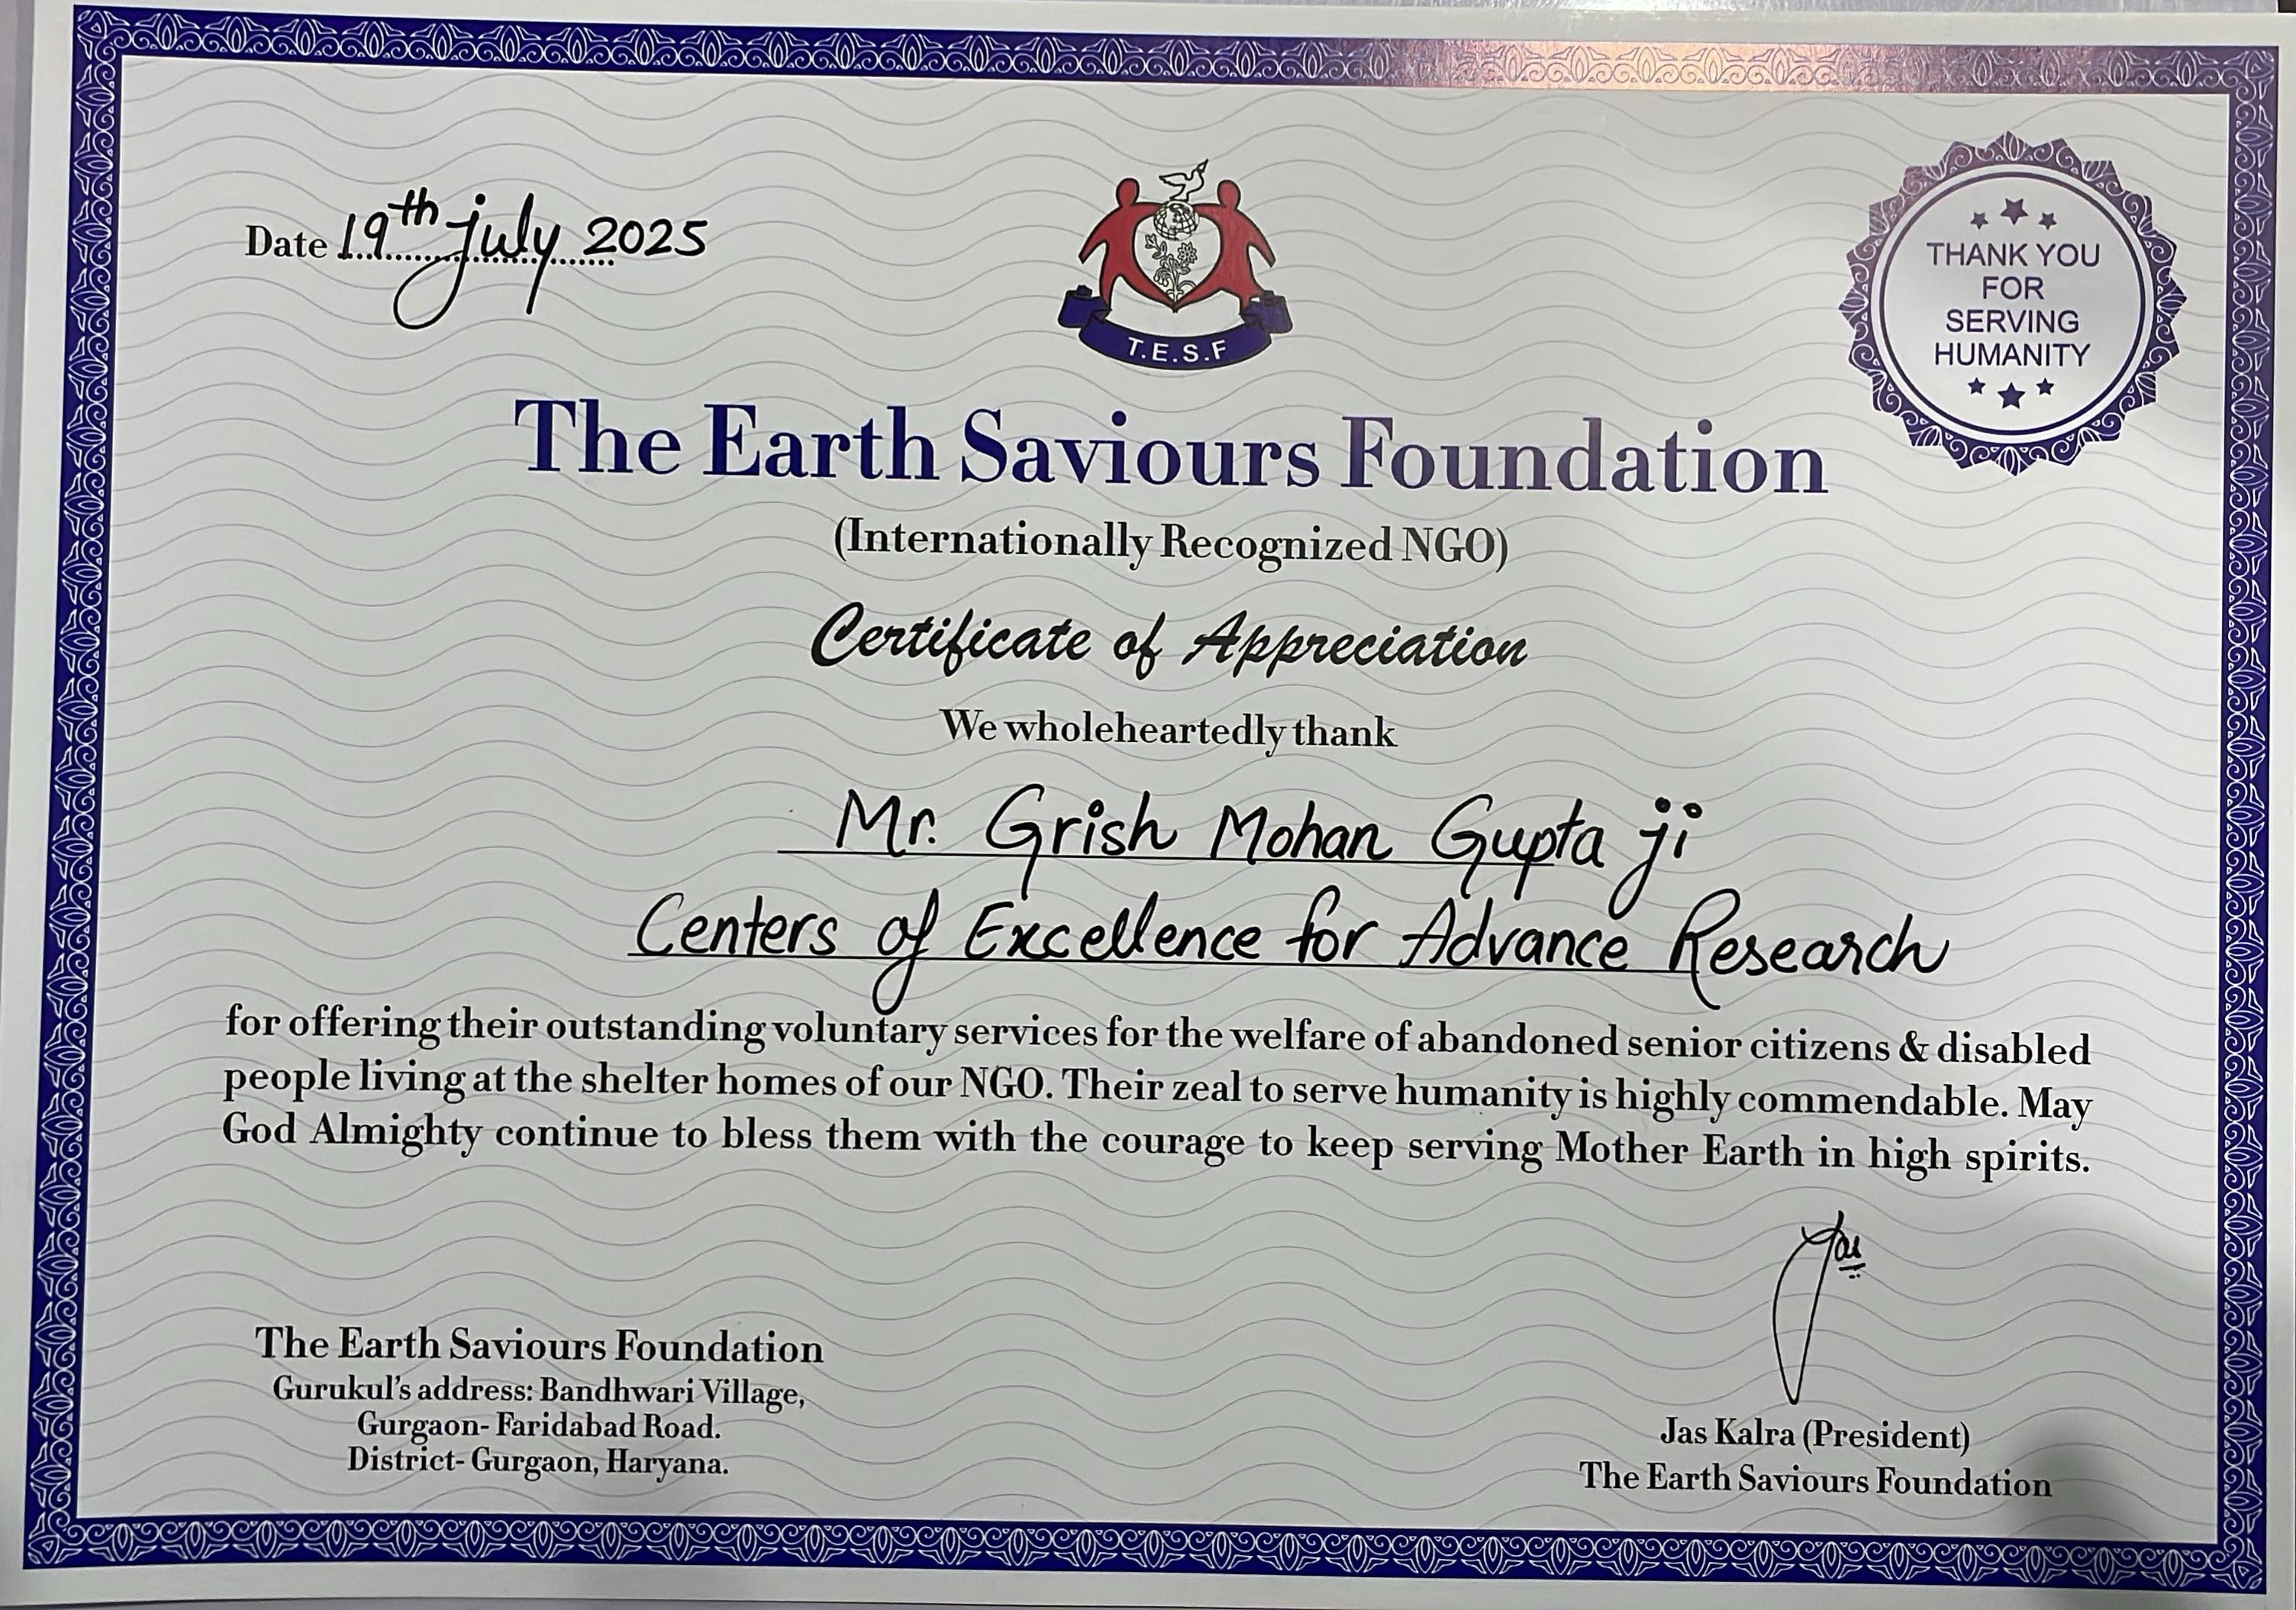 Date 19th july 2025
T.E.S.F
THANK YOU
FOR
SERVING
HUMANITY
The Earth Saviours Foundation
(Internationally Recognized NGO)
Certificate of Appreciation
We wholeheartedly thank
Mr. Grish Mohan Gupta ji
Centers of Excellence for Advance Research
for offering their outstanding voluntary services for the welfare of abandoned senior citizens & disabled
people living at the shelter homes of our NGO. Their zeal to serve humanity is highly commendable. May
God Almighty continue to bless them with the courage to keep serving Mother Earth in high spirits.
The Earth Saviours Foundation
Gurukul's address: Bandhwari Village,
Gurgaon- Faridabad Road.
District- Gurgaon, Haryana.
Jas
Jas Kalra (President)
The Earth Saviours Foundation